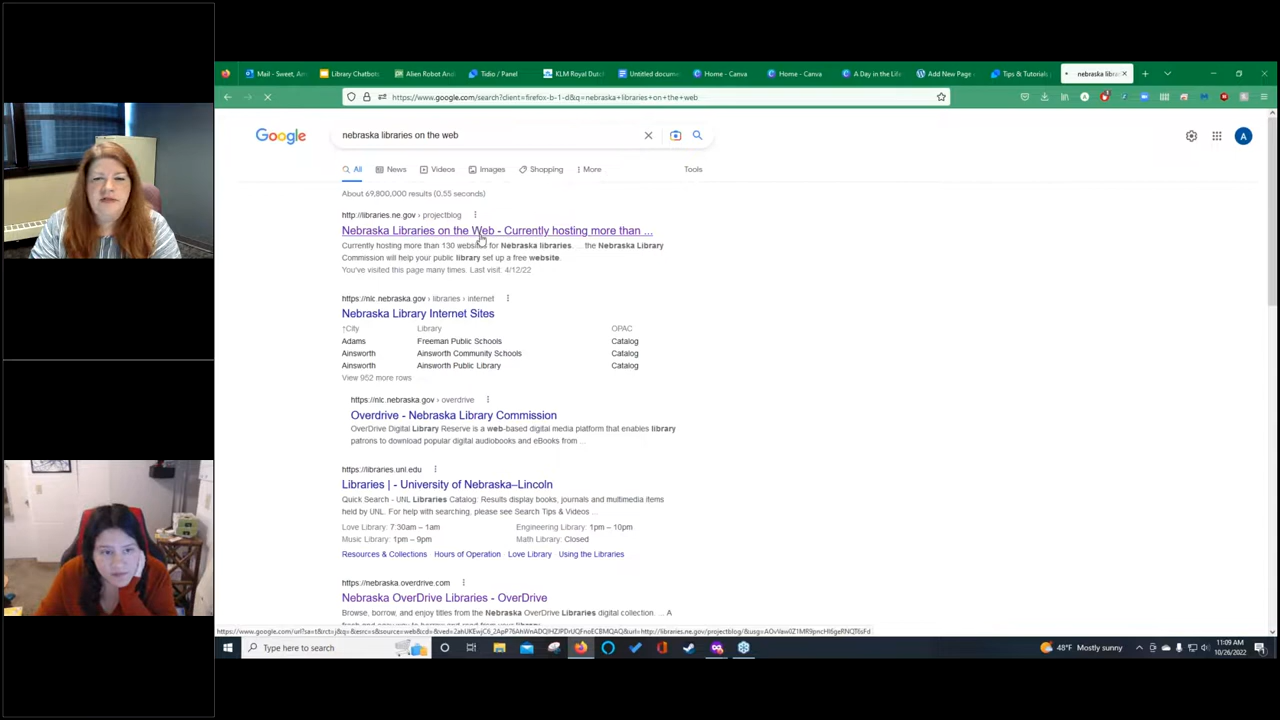 Mail - Sweet, Am
Library Chatbots
Alien Robot And
Tidio / Panel
KLM Royal Dutc
Untitled docume
Home - Canva
Home - Canva
A Day in the Life
Add New Page
Tips & Tutorials
nebraska librar
https://www.google.com/search?client=firefox-b-1-d&q=nebraska+libraries+on+the+web
Google
nebraska libraries on the web
A
All
News
Videos
Images
Shopping
More
Tools
About 69,800,000 results (0.55 seconds)
http://libraries.ne.gov › projectblog
Nebraska Libraries on the Web - Currently hosting more than ...
Currently hosting more than 130 websites for Nebraska libraries. ... the Nebraska Library
Commission will help your public library set up a free website.
You've visited this page many times. Last visit: 4/12/22
https://nlc.nebraska.gov › libraries › internet
Nebraska Library Internet Sites
↑City Library OPAC
Adams Freeman Public Schools Catalog
Ainsworth Ainsworth Community Schools Catalog
Ainsworth Ainsworth Public Library Catalog
View 952 more rows
https://nlc.nebraska.gov › overdrive
Overdrive - Nebraska Library Commission
OverDrive Digital Library Reserve is a web-based digital media platform that enables library
patrons to download popular digital audiobooks and eBooks from ...
https://libraries.unl.edu
Libraries | - University of Nebraska–Lincoln
Quick Search - UNL Libraries Catalog: Results display books, journals and multimedia items
held by UNL. For help with searching, please see Search Tips & Videos ...
Love Library: 7:30am – 1am Engineering Library: 1pm – 10pm
Music Library: 1pm – 9pm Math Library: Closed
Resources & Collections Hours of Operation Love Library Using the Libraries
https://nebraska.overdrive.com
Nebraska OverDrive Libraries - OverDrive
Browse, borrow, and enjoy titles from the Nebraska OverDrive Libraries digital collection. ... A
Type here to search
48°F Mostly sunny
11:09 AM
10/26/2022